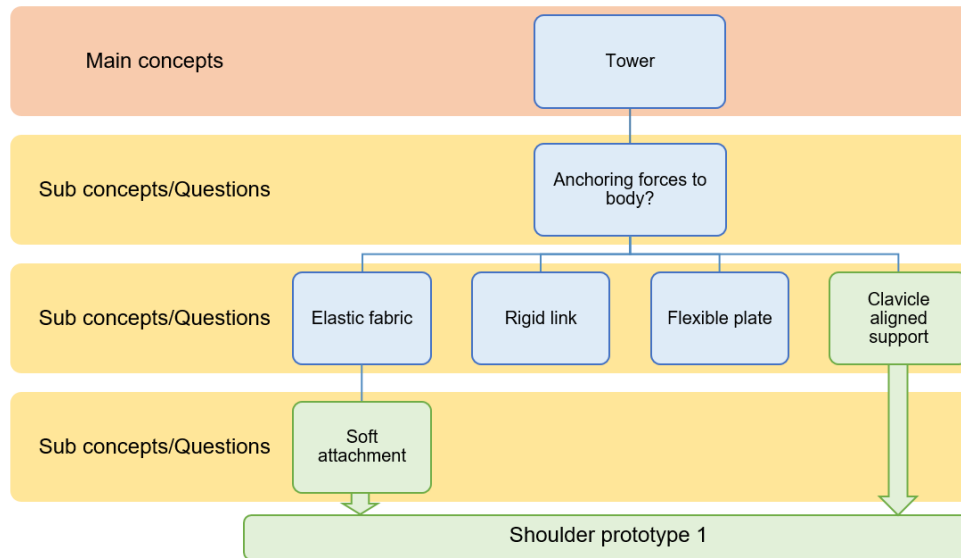 Main concepts
Tower
Sub concepts/Questions
Anchoring forces to
body?
Sub concepts/Questions
Elastic fabric
Rigid link
Flexible plate
Clavicle
aligned
support
Sub concepts/Questions
Soft
attachment
Shoulder prototype 1